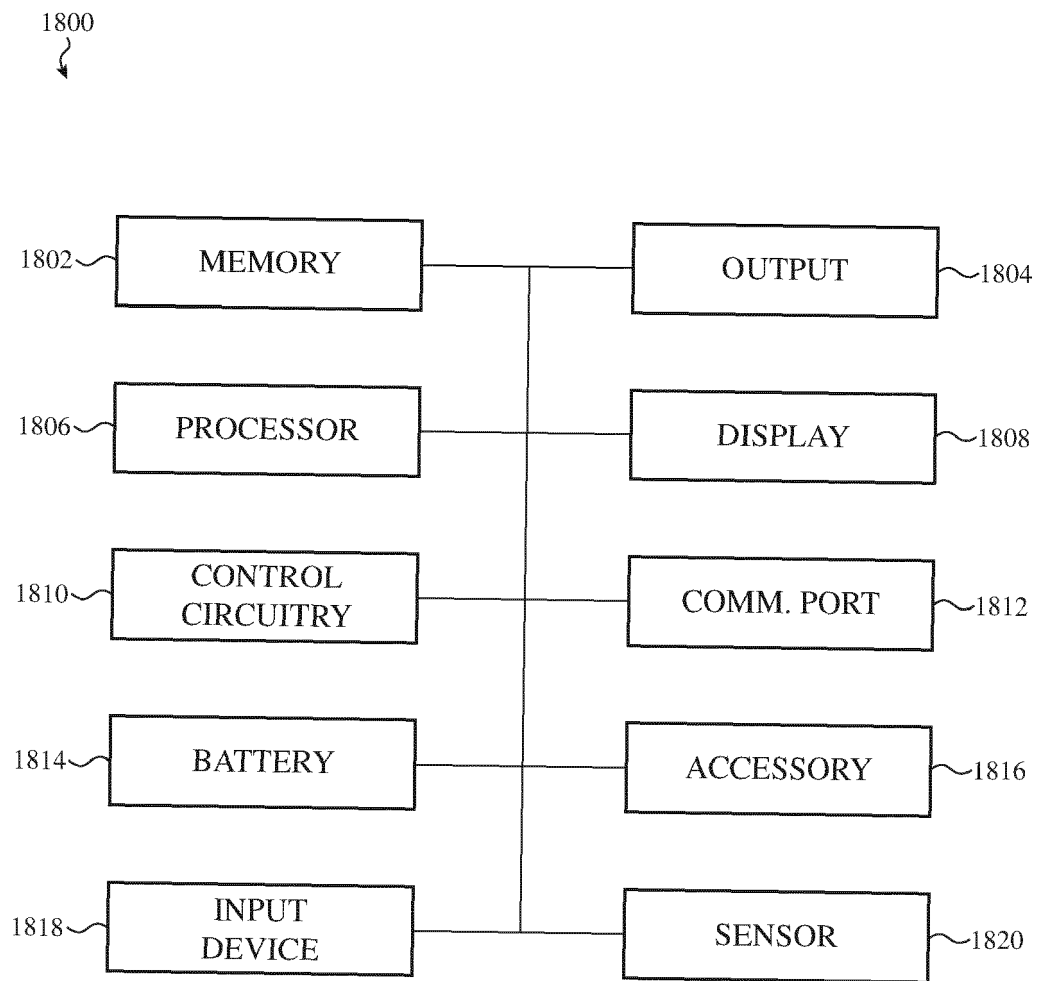 1800
1802 MEMORY OUTPUT 1804
1806 PROCESSOR DISPLAY 1808
1810 CONTROL CIRCUITRY COMM. PORT 1812
1814 BATTERY ACCESSORY 1816
1818 INPUT DEVICE SENSOR 1820